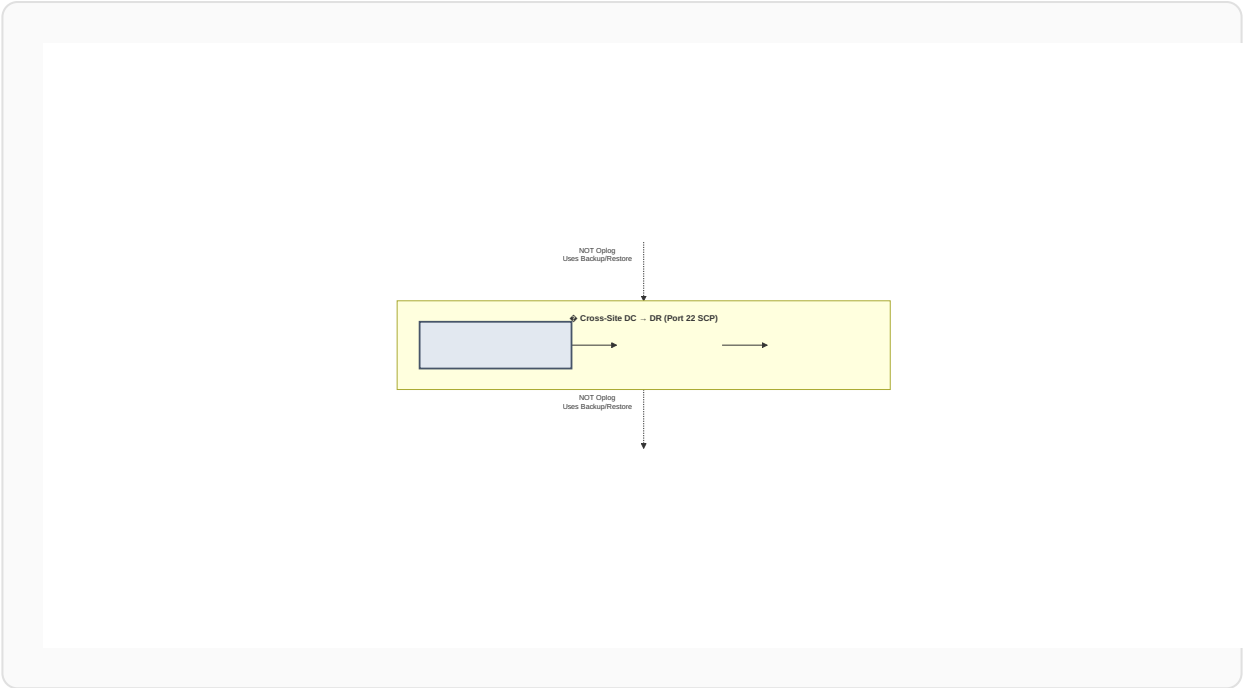 NOT Oplog
Uses Backup/Restore
� Cross-Site DC → DR (Port 22 SCP)
NOT Oplog
Uses Backup/Restore